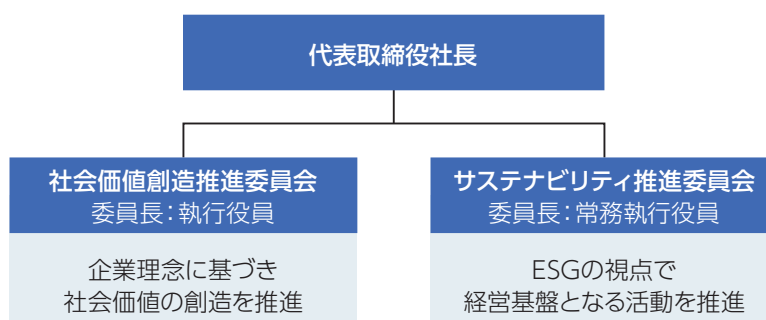 代表取締役社長
社会価値創造推進委員会
委員長：執行役員
企業理念に基づき
社会価値の創造を推進
サステナビリティ推進委員会
委員長：常務執行役員
ESGの視点で
経営基盤となる活動を推進